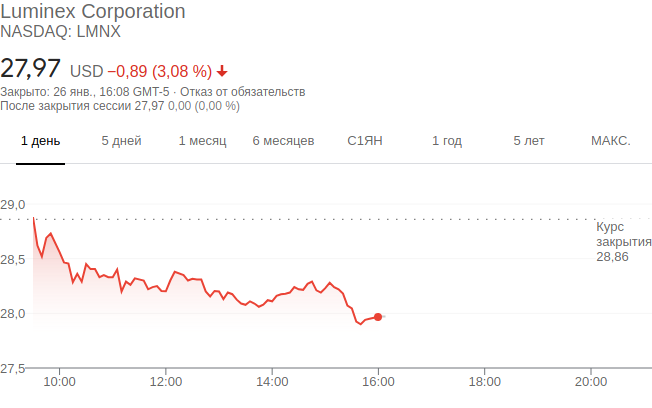 Luminex Corporation
NASDAQ: LMNX
27,97 USD −0,89 (3,08 %)
Закрыто: 26 янв., 16:08 GMT-5 · Отказ от обязательств
После закрытия сессии 27,97 0,00 (0,00 %)
1 день 5 дней 1 месяц 6 месяцев С1ЯН 1 год 5 лет МАКС.
29,0
Курс
закрытия
28,86
28,5
28,0
27,5
10:00 12:00 14:00 16:00 18:00 20:00